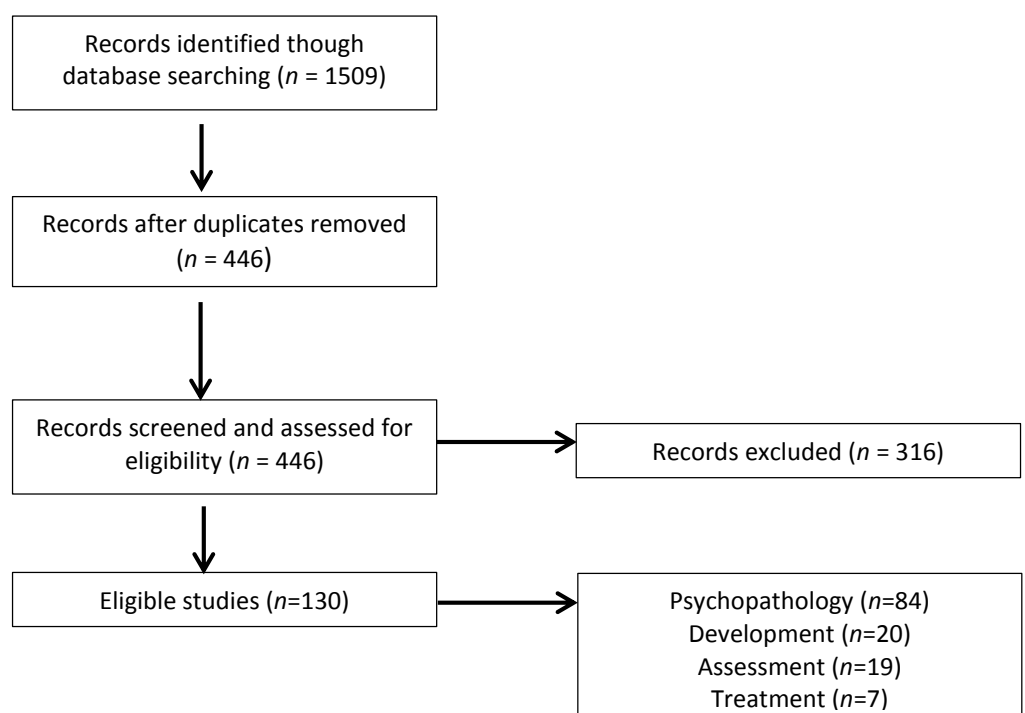 Records identified though
database searching (n = 1509)
Records after duplicates removed
(n = 446)
Records screened and assessed for
eligibility (n = 446)
Records excluded (n = 316)
Eligible studies (n=130)
Psychopathology (n=84)
Development (n=20)
Assessment (n=19)
Treatment (n=7)